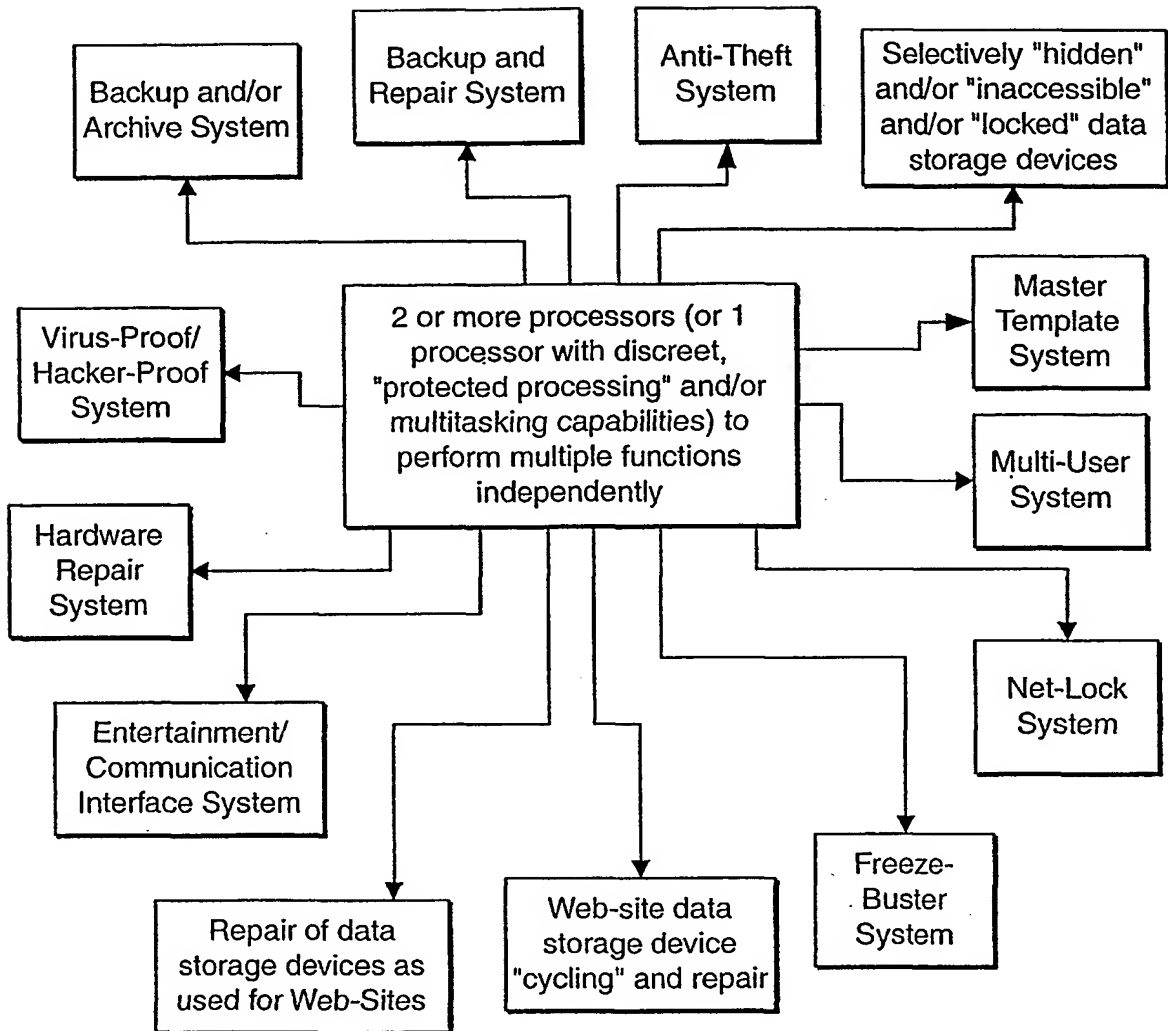 Backup and/or
Archive System
Backup and
Repair System
Anti-Theft
System
Selectively "hidden"
and/or "inaccessible"
and/or "locked" data
storage devices
Virus-Proof/
Hacker-Proof
System
2 or more processors (or 1
processor with discreet,
"protected processing" and/or
multitasking capabilities) to
perform multiple functions
independently
Master
Template
System
Multi-User
System
Hardware
Repair
System
Net-Lock
System
Entertainment/
Communication
Interface System
Freeze-
Buster
System
Repair of data
storage devices as
used for Web-Sites
Web-site data
storage device
"cycling" and repair